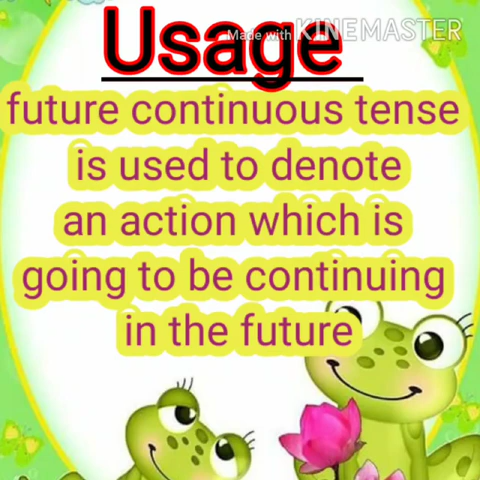 Usage
Made with KINEMASTER
future continuous tense
is used to denote
an action which is
going to be continuing
in the future